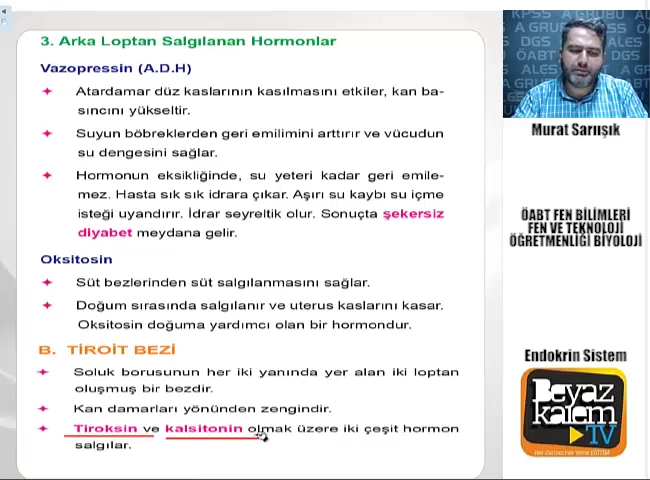 3. Arka Loptan Salgılanan Hormonlar
Vazopressin (A.D.H)
Atardamar düz kaslarının kasılmasını etkiler, kan ba-
sıncını yükseltir.
Suyun böbreklerden geri emilimini arttırır ve vücudun
su dengesini sağlar.
Hormonun eksikliğinde, su yeteri kadar geri emile-
mez. Hasta sık sık idrara çıkar. Aşırı su kaybı su içme
isteği uyandırır. İdrar seyreltik olur. Sonuçta şekersiz
diyabet meydana gelir.
Oksitosin
Süt bezlerinden süt salgılanmasını sağlar.
Doğum sırasında salgılanır ve uterus kaslarını kasar.
Oksitosin doğuma yardımcı olan bir hormondur.
B. TİROİT BEZİ
Soluk borusunun her iki yanında yer alan iki loptan
oluşmuş bir bezdir.
Kan damarları yönünden zengindir.
Tiroksin ve kalsitonin olmak üzere iki çeşit hormon
salgılar.
KPSS A GRUBU
DGS
ÖABT
ALES
Murat Sarıışık
ÖABT FEN BİLİMLERİ
FEN VE TEKNOLOJİ
ÖĞRETMENLİĞİ BİYOLOJİ
Endokrin Sistem
Beyaz
kalem
TV